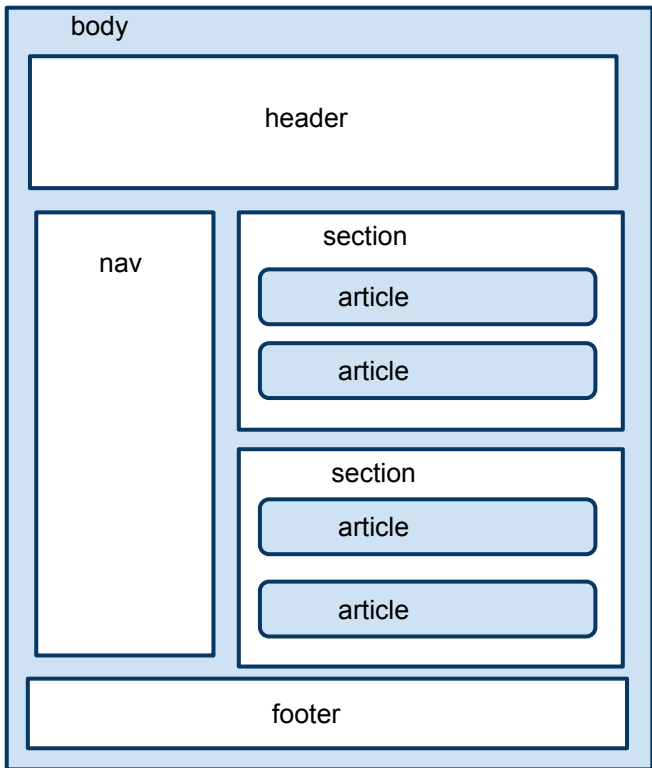 body
header
nav
section
article
article
section
article
article
footer